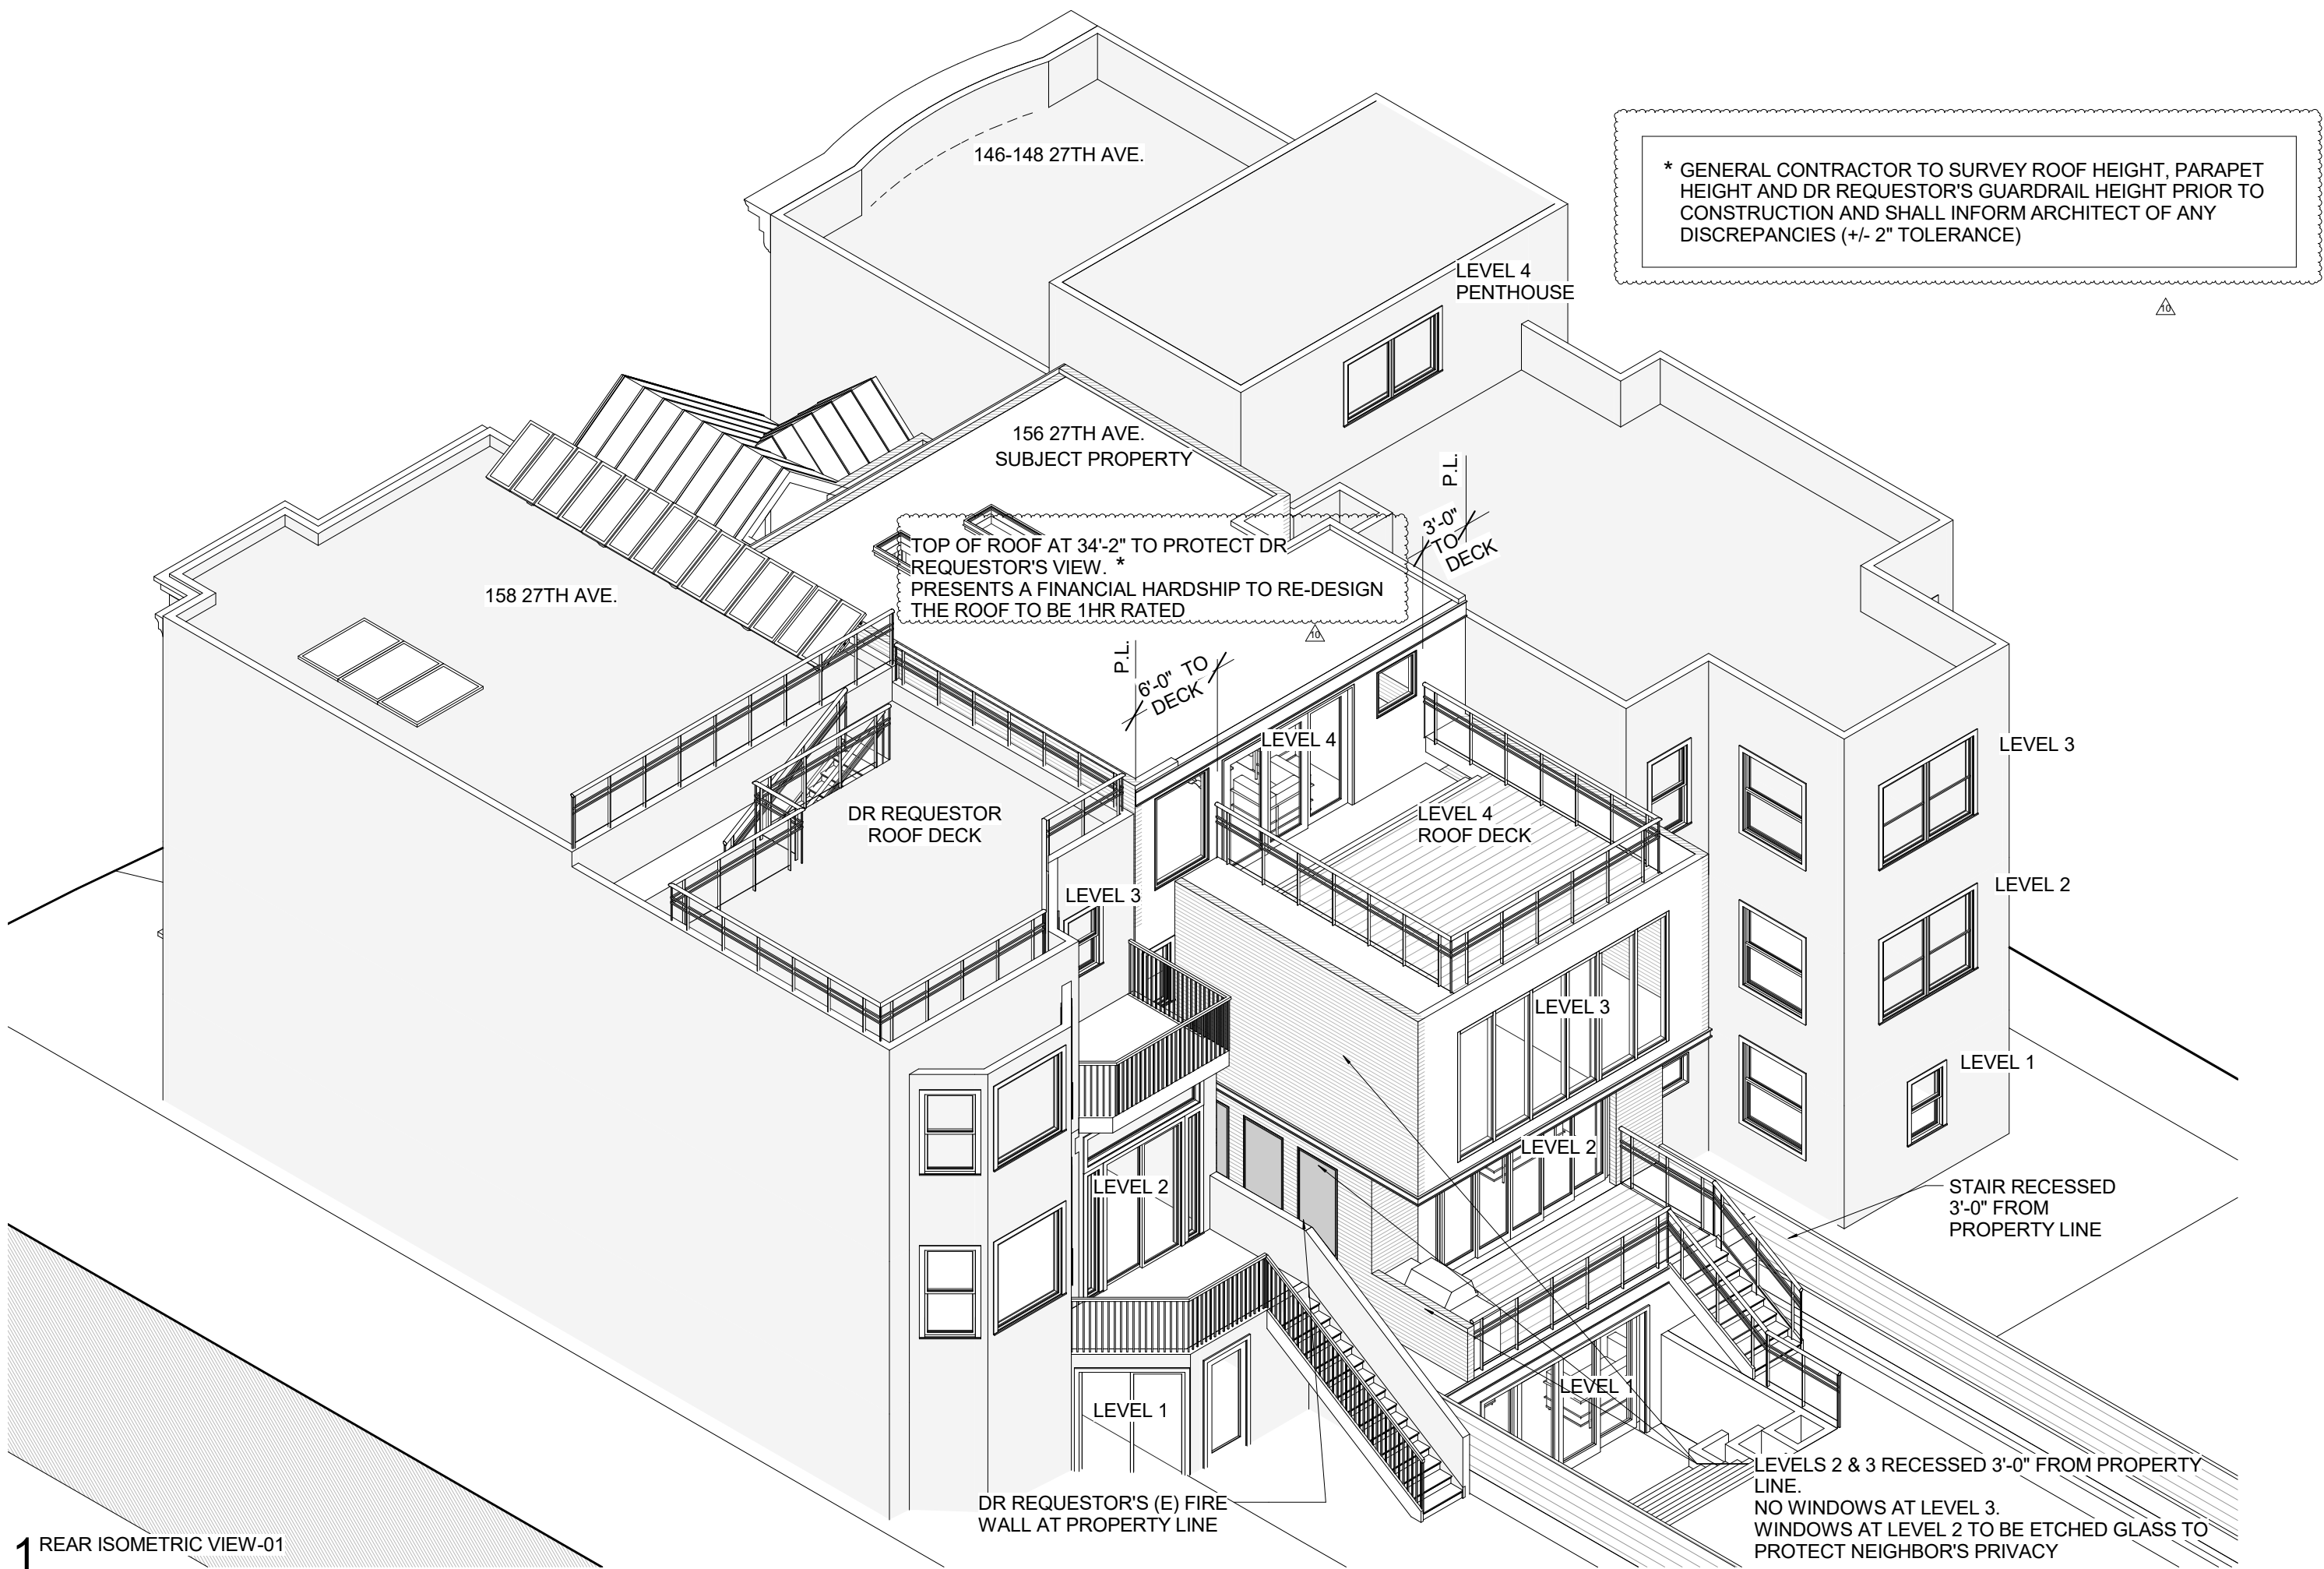 146-148 27TH AVE.
* GENERAL CONTRACTOR TO SURVEY ROOF HEIGHT, PARAPET
HEIGHT AND DR REQUESTOR'S GUARDRAIL HEIGHT PRIOR TO
CONSTRUCTION AND SHALL INFORM ARCHITECT OF ANY
DISCREPANCIES (+/- 2" TOLERANCE)
10
LEVEL 4
PENTHOUSE
156 27TH AVE.
SUBJECT PROPERTY
P.L.
3'-0"
TO
DECK
TOP OF ROOF AT 34'-2" TO PROTECT DR
REQUESTOR'S VIEW. *
PRESENTS A FINANCIAL HARDSHIP TO RE-DESIGN
THE ROOF TO BE 1HR RATED
10
158 27TH AVE.
P.L.
6'-0" TO
DECK
LEVEL 4
LEVEL 3
DR REQUESTOR
ROOF DECK
LEVEL 4
ROOF DECK
LEVEL 2
LEVEL 3
LEVEL 3
LEVEL 1
LEVEL 2
LEVEL 2
STAIR RECESSED
3'-0" FROM
PROPERTY LINE
LEVEL 1
LEVEL 1
LEVELS 2 & 3 RECESSED 3'-0" FROM PROPERTY
LINE.
NO WINDOWS AT LEVEL 3.
WINDOWS AT LEVEL 2 TO BE ETCHED GLASS TO
PROTECT NEIGHBOR'S PRIVACY
DR REQUESTOR'S (E) FIRE
WALL AT PROPERTY LINE
1 REAR ISOMETRIC VIEW-01